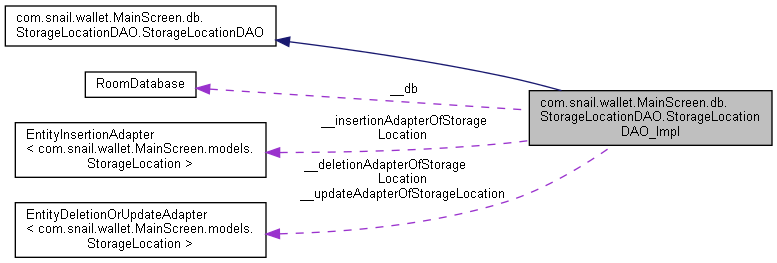 com.snail.wallet.MainScreen.db.
StorageLocationDAO.StorageLocationDAO
RoomDatabase
__db
com.snail.wallet.MainScreen.db.
StorageLocationDAO.StorageLocation
DAO_Impl
__insertionAdapterOfStorage
Location
EntityInsertionAdapter
< com.snail.wallet.MainScreen.models.
StorageLocation >
__deletionAdapterOfStorage
Location
__updateAdapterOfStorageLocation
EntityDeletionOrUpdateAdapter
< com.snail.wallet.MainScreen.models.
StorageLocation >